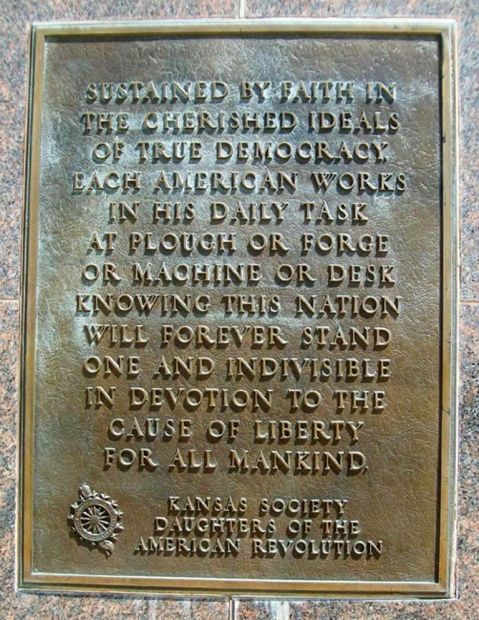 SUSTAINED BY FAITH IN
THE CHERISHED IDEALS
OF TRUE DEMOCRACY,
EACH AMERICAN WORKS
IN HIS DAILY TASK
AT PLOUGH OR FORGE
OR MACHINE OR DESK
KNOWING THIS NATION
WILL FOREVER STAND
ONE AND INDIVISIBLE
IN DEVOTION TO THE
CAUSE OF LIBERTY
FOR ALL MANKIND.
KANSAS SOCIETY
DAUGHTERS OF THE
AMERICAN REVOLUTION